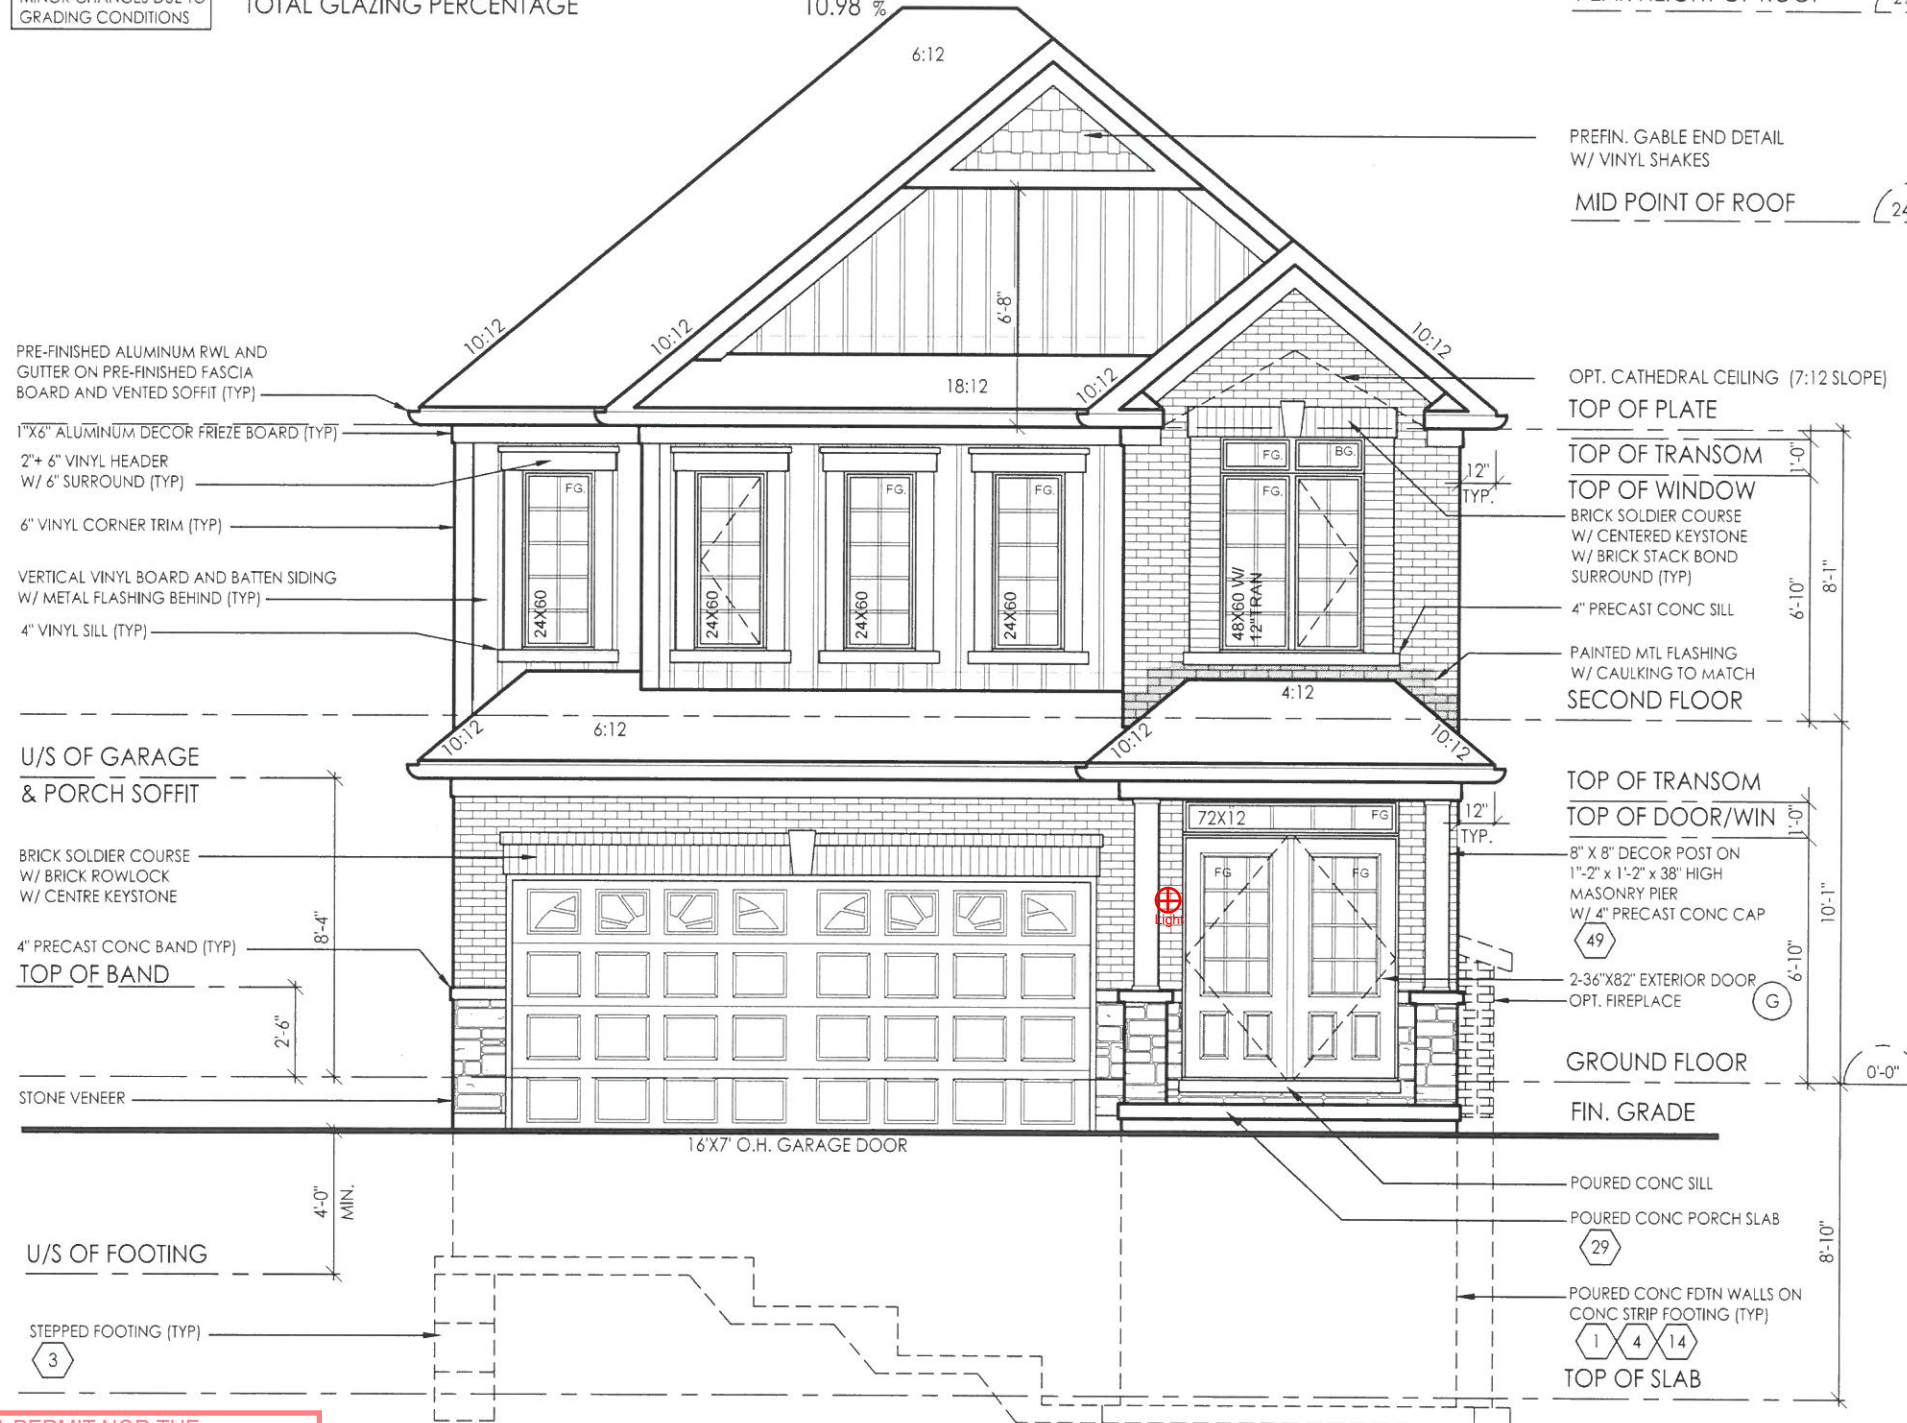 GRADING CONDITIONS
TOTAL GLAZING PERCENTAGE 10.98 %
6:12
PREFIN. GABLE END DETAIL
W/ VINYL SHAKES
MID POINT OF ROOF
24
10:12
10:12
6'-8"
18:12
10:12
10:12
PRE-FINISHED ALUMINUM RWL AND
GUTTER ON PRE-FINISHED FASCIA
BOARD AND VENTED SOFFIT (TYP)
1"X6" ALUMINUM DECOR FRIEZE BOARD (TYP)
2"+ 6" VINYL HEADER
W/ 6" SURROUND (TYP)
6" VINYL CORNER TRIM (TYP)
VERTICAL VINYL BOARD AND BATTEN SIDING
W/ METAL FLASHING BEHIND (TYP)
4" VINYL SILL (TYP)
FG.
FG.
FG.
FG.
24X60
24X60
24X60
24X60
FG.
BG.
FG.
48X60 W/
12"TRAN
12"
TYP.
OPT. CATHEDRAL CEILING (7:12 SLOPE)
TOP OF PLATE
TOP OF TRANSOM
1'-0"
TOP OF WINDOW
BRICK SOLDIER COURSE
W/ CENTERED KEYSTONE
W/ BRICK STACK BOND
SURROUND (TYP)
4" PRECAST CONC SILL
6'-10"
8'-1"
PAINTED MTL FLASHING
W/ CAULKING TO MATCH
SECOND FLOOR
10:12
6:12
10:12
4:12
10:12
U/S OF GARAGE
& PORCH SOFFIT
BRICK SOLDIER COURSE
W/ BRICK ROWLOCK
W/ CENTRE KEYSTONE
8'-4"
4" PRECAST CONC BAND (TYP)
TOP OF BAND
2'-6"
STONE VENEER
72X12
FG
FG
FG
Light
12"
TYP.
TOP OF TRANSOM
TOP OF DOOR/WIN
1'-0"
8" X 8" DECOR POST ON
1"-2" x 1'-2" x 38" HIGH
MASONRY PIER
W/ 4" PRECAST CONC CAP
49
10'-1"
6'-10"
2-36"X82" EXTERIOR DOOR
OPT. FIREPLACE
G
GROUND FLOOR
0'-0"
FIN. GRADE
16'X7' O.H. GARAGE DOOR
4'-0"
MIN.
U/S OF FOOTING
STEPPED FOOTING (TYP)
3
POURED CONC SILL
POURED CONC PORCH SLAB
29
8'-10"
POURED CONC FDTN WALLS ON
CONC STRIP FOOTING (TYP)
1 4 14
TOP OF SLAB